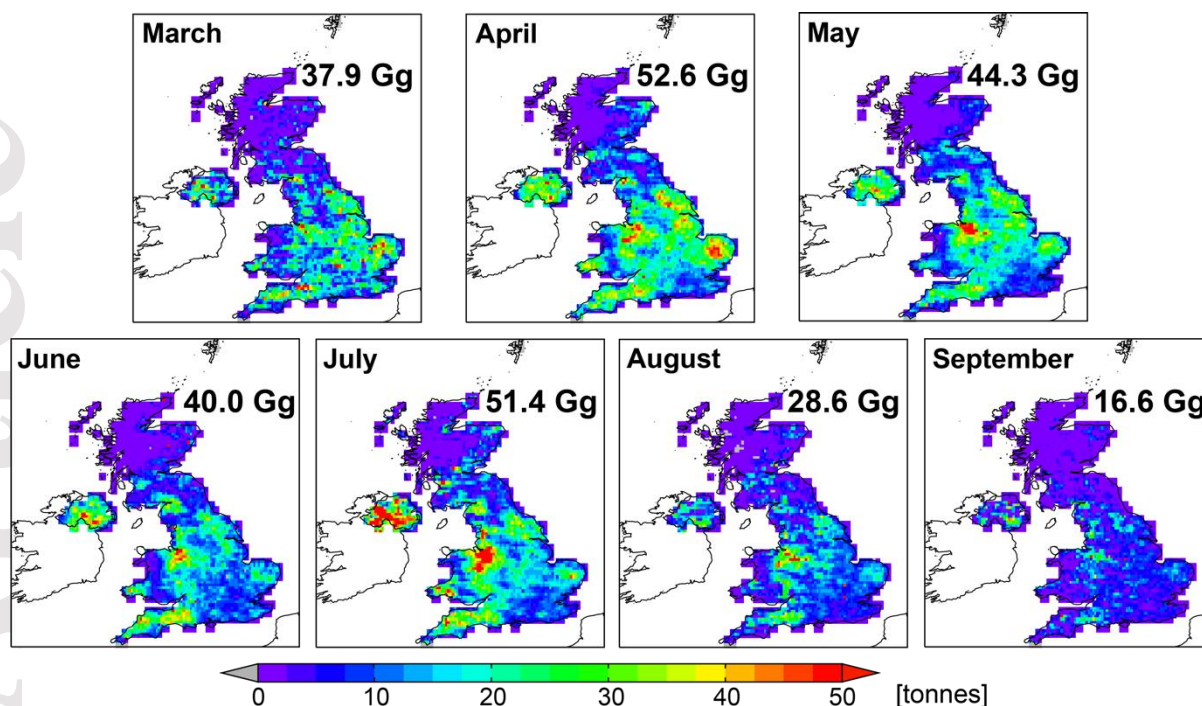 March
37.9 Gg
April
52.6 Gg
May
44.3 Gg
June
40.0 Gg
July
51.4 Gg
August
28.6 Gg
September
16.6 Gg
0 10 20 30 40 50 [tonnes]